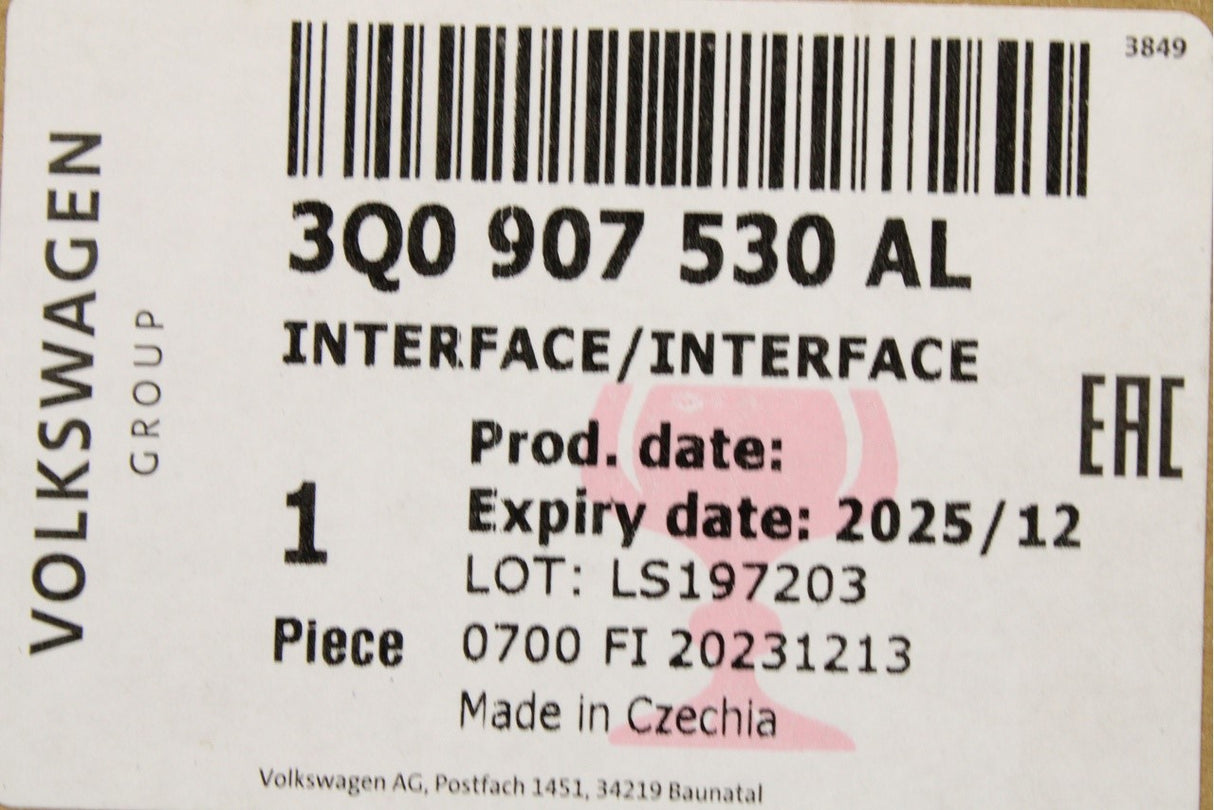 3849
3Q0 907 530 AL
INTERFACE/INTERFACE
EAC
Prod. date:
Expiry date: 2025/12
1
LOT: LS197203
Piece
0700 FI 20231213
Made in Czechia
Volkswagen AG, Postfach 1451, 34219 Baunatal
VOLKSWAGEN
GROUP